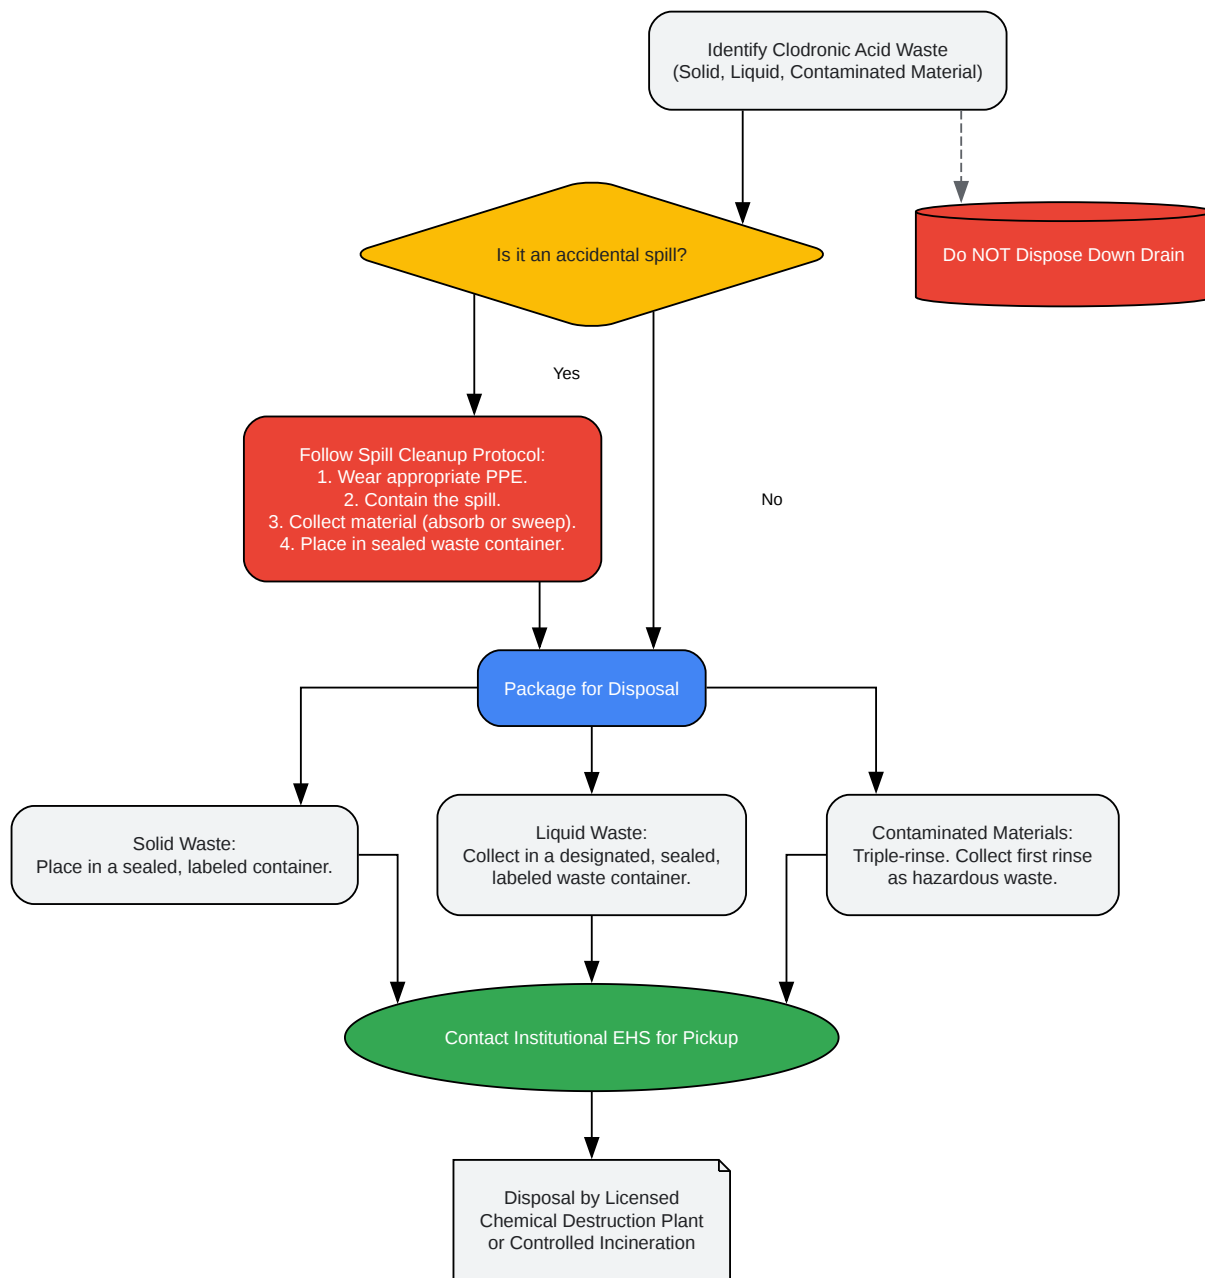 Identify Clodronic Acid Waste
(Solid, Liquid, Contaminated Material)
Is it an accidental spill?
Do NOT Dispose Down Drain
Yes
Follow Spill Cleanup Protocol:
1. Wear appropriate PPE.
2. Contain the spill.
3. Collect material (absorb or sweep).
4. Place in sealed waste container.
No
Package for Disposal
Solid Waste:
Place in a sealed, labeled container.
Liquid Waste:
Collect in a designated, sealed,
labeled waste container.
Contaminated Materials:
Triple-rinse. Collect first rinse
as hazardous waste.
Contact Institutional EHS for Pickup
Disposal by Licensed
Chemical Destruction Plant
or Controlled Incineration